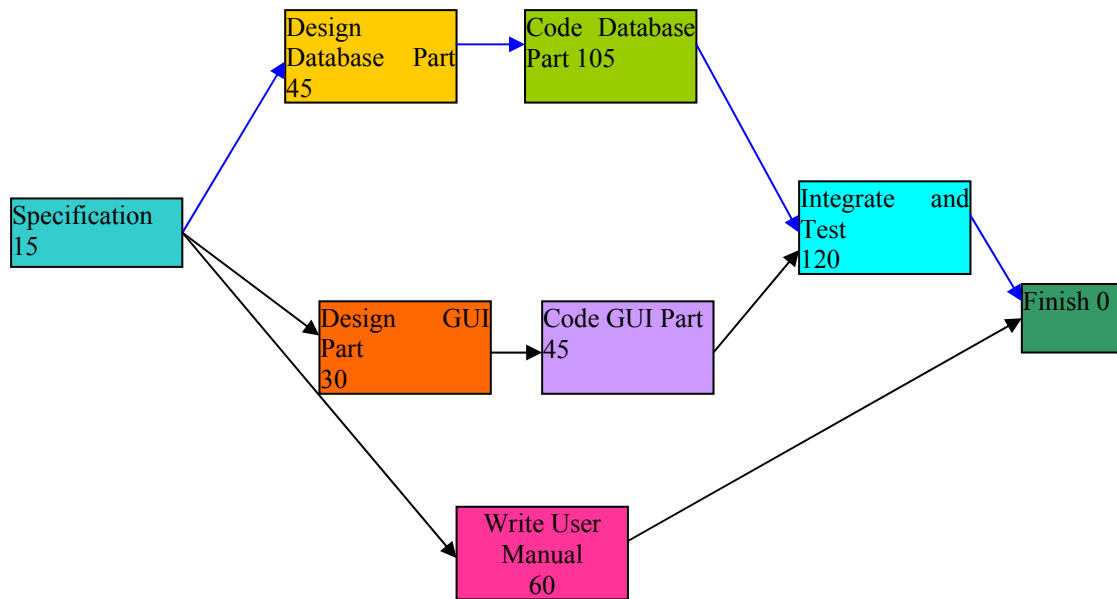 Design
Database Part
45
Code Database
Part 105
Specification
15
Integrate and
Test
120
Finish 0
Design GUI
Part
30
Code GUI Part
45
Write User
Manual
60